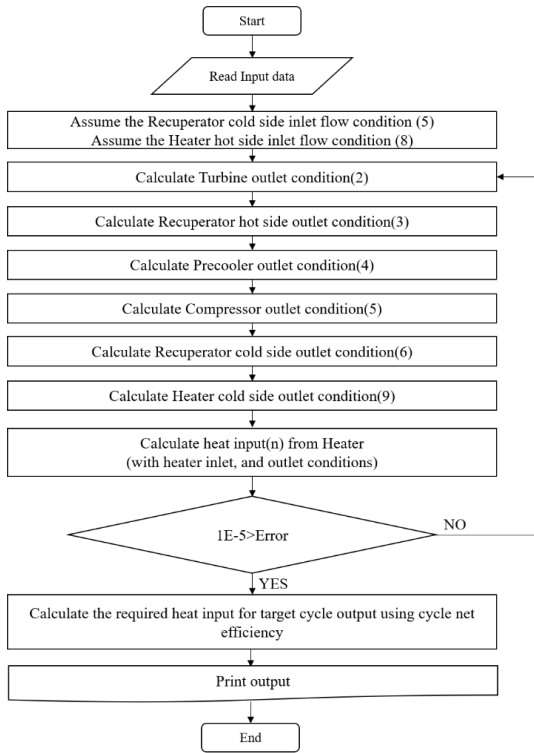 Start
Read Input data
Assume the Recuperator cold side inlet flow condition (5)
Assume the Heater hot side inlet flow condition (8)
Calculate Turbine outlet condition(2)
Calculate Recuperator hot side outlet condition(3)
Calculate Precooler outlet condition(4)
Calculate Compressor outlet condition(5)
Calculate Recuperator cold side outlet condition(6)
Calculate Heater cold side outlet condition(9)
Calculate heat input(n) from Heater
(with heater inlet, and outlet conditions)
1E-5>Error
NO
YES
Calculate the required heat input for target cycle output using cycle net
efficiency
Print output
End